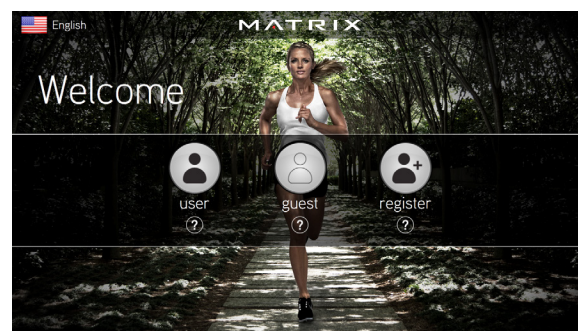 English
MATRIX
Welcome
user
guest
register
?
?
?